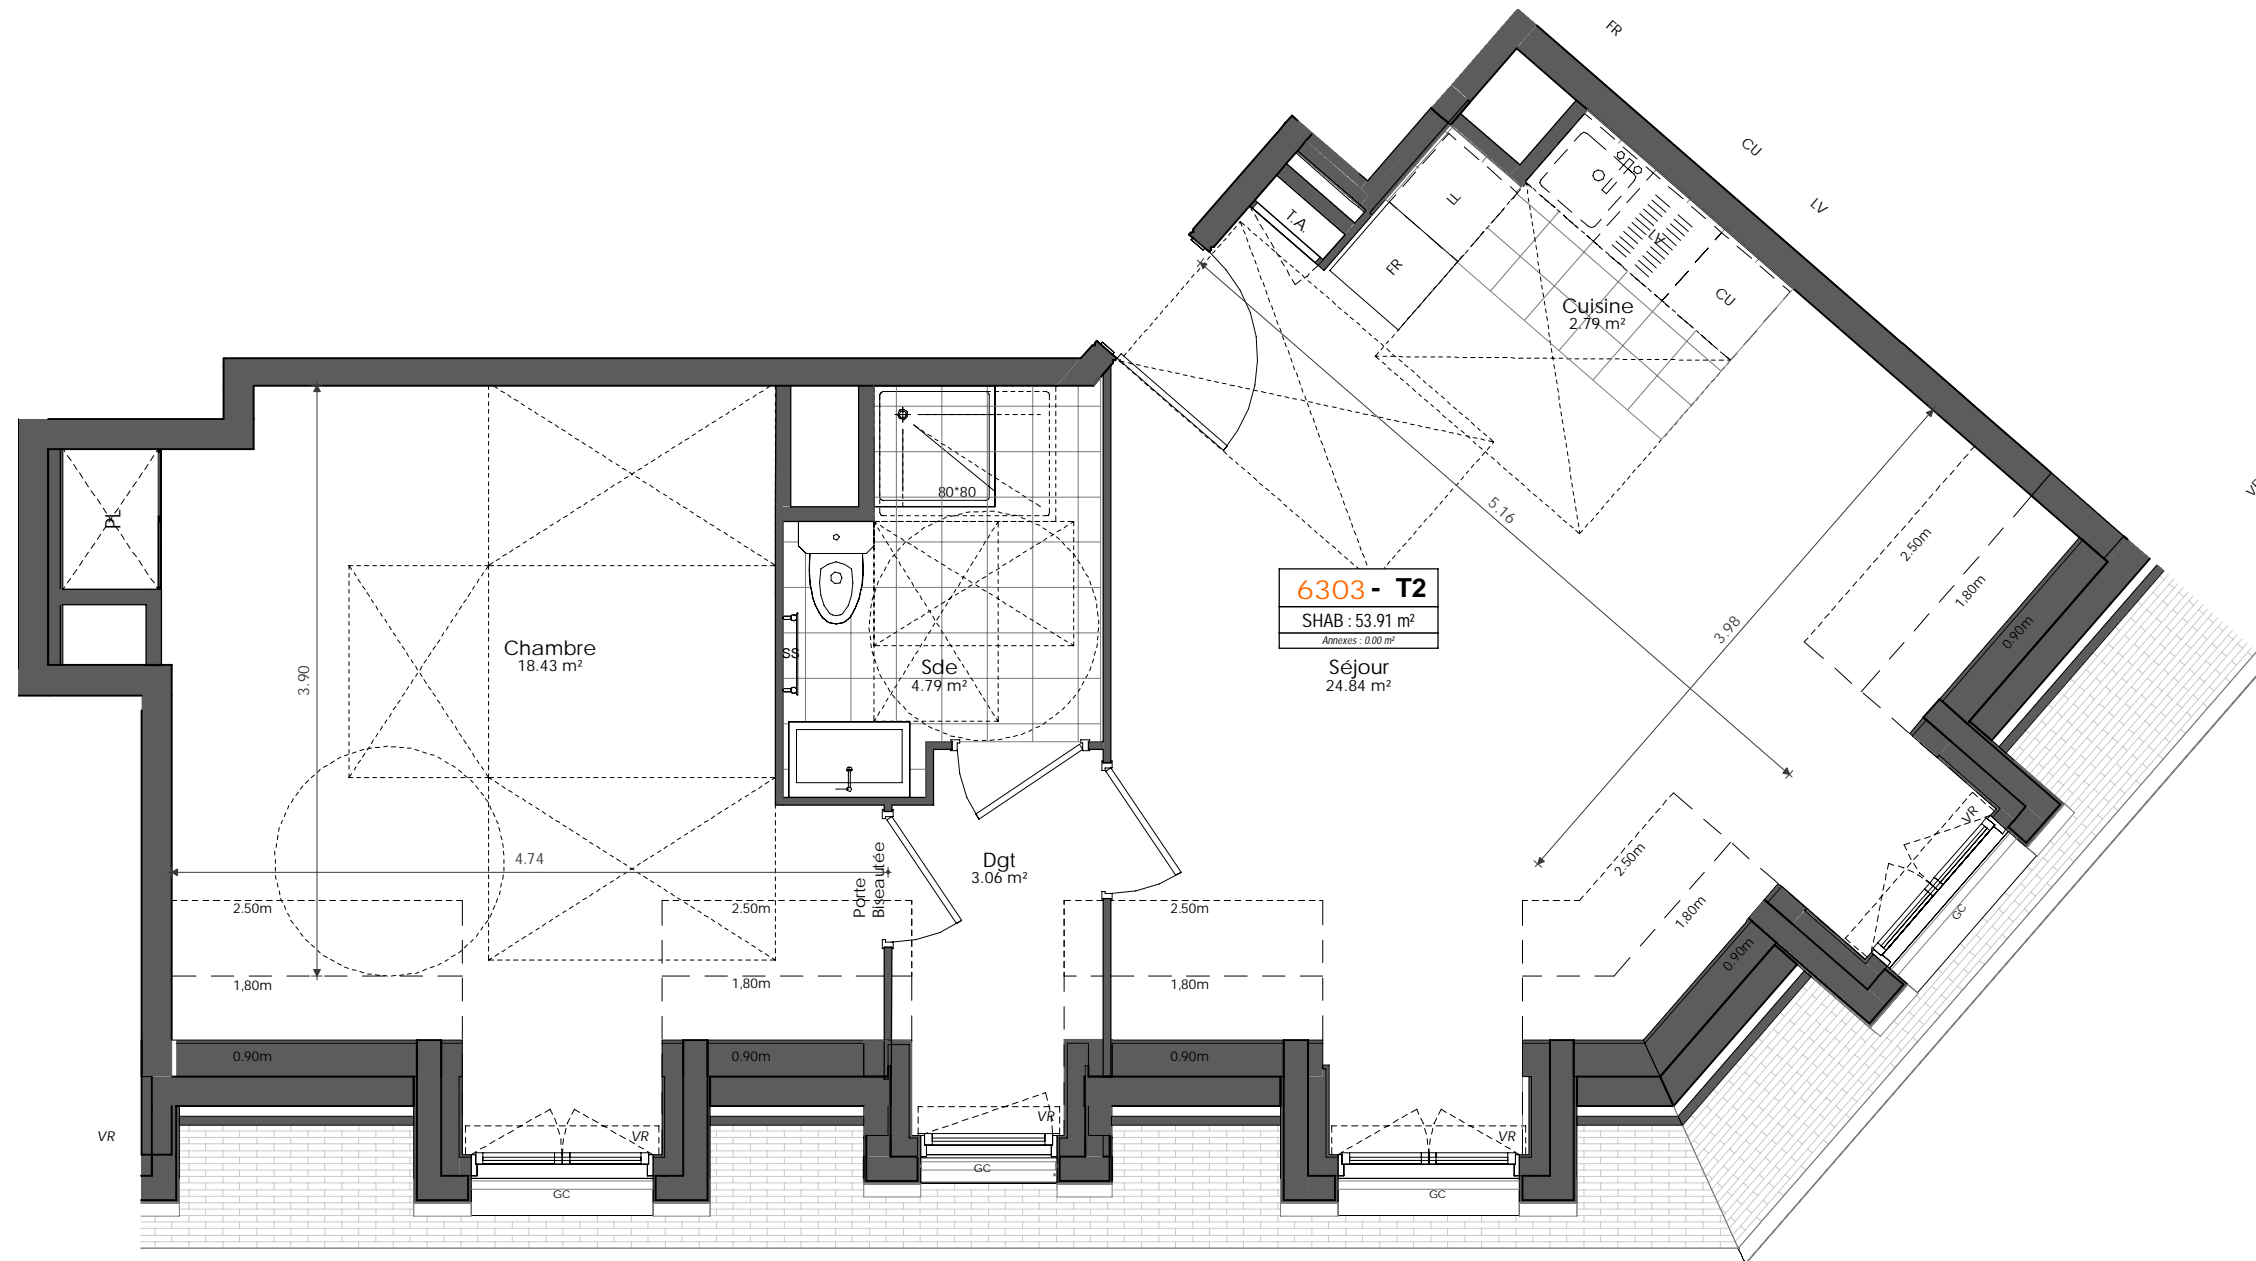 FR
CU
LV
VR
T.A.
LL
FR
LV
CU
Cuisine
2.79 m²
5.16
3.98
2.50m
1,80m
0.90m
PL
80*80
Chambre
18.43 m²
3.90
SS
Sde
4.79 m²
6303 - T2
SHAB : 53.91 m²
Annexes : 0.00 m²
Séjour
24.84 m²
4.74
Porte
Biseautée
Dgt
3.06 m²
2.50m
2.50m
2.50m
2.50m
1,80m
1,80m
1,80m
1,80m
0.90m
0.90m
0.90m
0.90m
VR
GC
VR
VR
VR
VR
GC
GC
GC